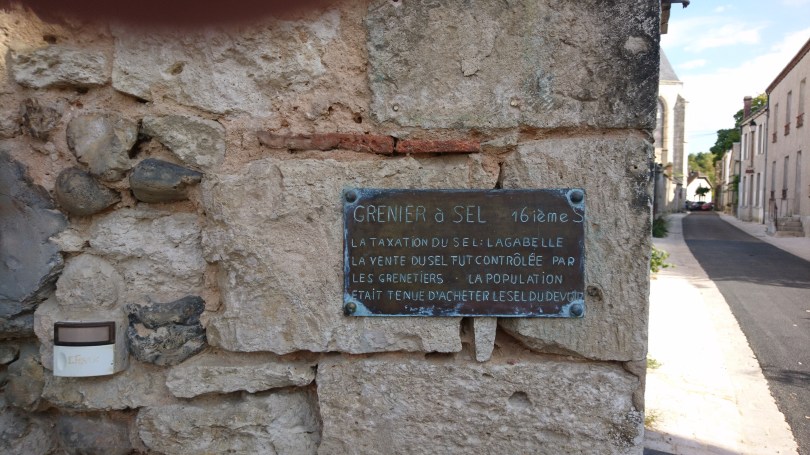 GRENIER à SEL 16ième S
LA TAXATION DU SEL: LA GABELLE
LA VENTE DU SEL FUT CONTRÔLÉE PAR
LES GRENETIERS . LA POPULATION
ÉTAIT TENUE D'ACHETER LE SEL DU DEVOIR